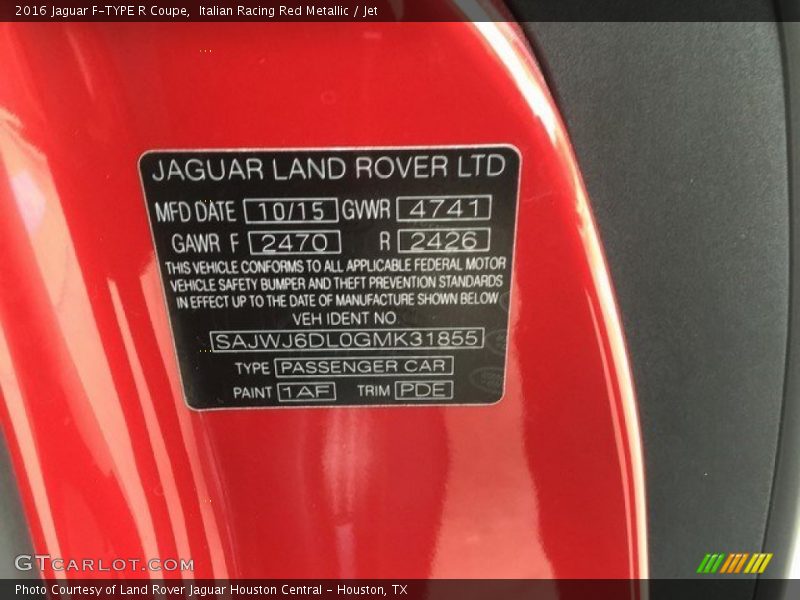 2016 Jaguar F-TYPE R Coupe,  Italian Racing Red Metallic / Jet
JAGUAR LAND ROVER LTD
MFD DATE 10/15 GVWR 4741
GAWR F 2470 R 2426
THIS VEHICLE CONFORMS TO ALL APPLICABLE FEDERAL MOTOR
VEHICLE SAFETY BUMPER AND THEFT PREVENTION STANDARDS
IN EFFECT UP TO THE DATE OF MANUFACTURE SHOWN BELOW
VEH IDENT NO
SAJWJ6DL0GMK31855
TYPE PASSENGER CAR
PAINT 1AF TRIM PDE
GTCARLOT.COM
Photo Courtesy of Land Rover Jaguar Houston Central - Houston, TX